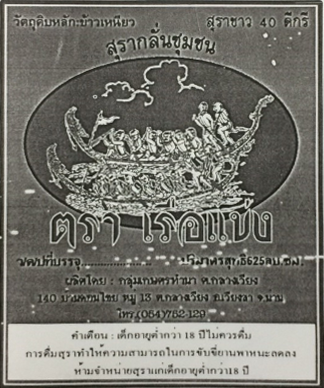 วัตถุดิบหลัก:ข้าวเหนียว สุราขาว 40 ดีกรี
สุรากลั่นชุมชน
ตรา เรือแข่ง
ว/ด/ปที่บรรจุ.................... ปริมาตรสุทธิ625ลบ.ซม.
ผลิตโดย : กลุ่มเกษตรทำนา ต.กลางเวียง
140 หมู่ 13 ต.กลางเวียง อ.เวียงสา จ.น่าน
โทร.(054)752-129
คำเตือน : เด็กอายุต่ำกว่า 18 ปีไม่ควรดื่ม
การดื่มสุราทำให้ความสามารถในการขับขี่ยานพาหนะลดลง
ห้ามจำหน่ายสุราแก่เด็กอายุต่ำกว่า18 ปี